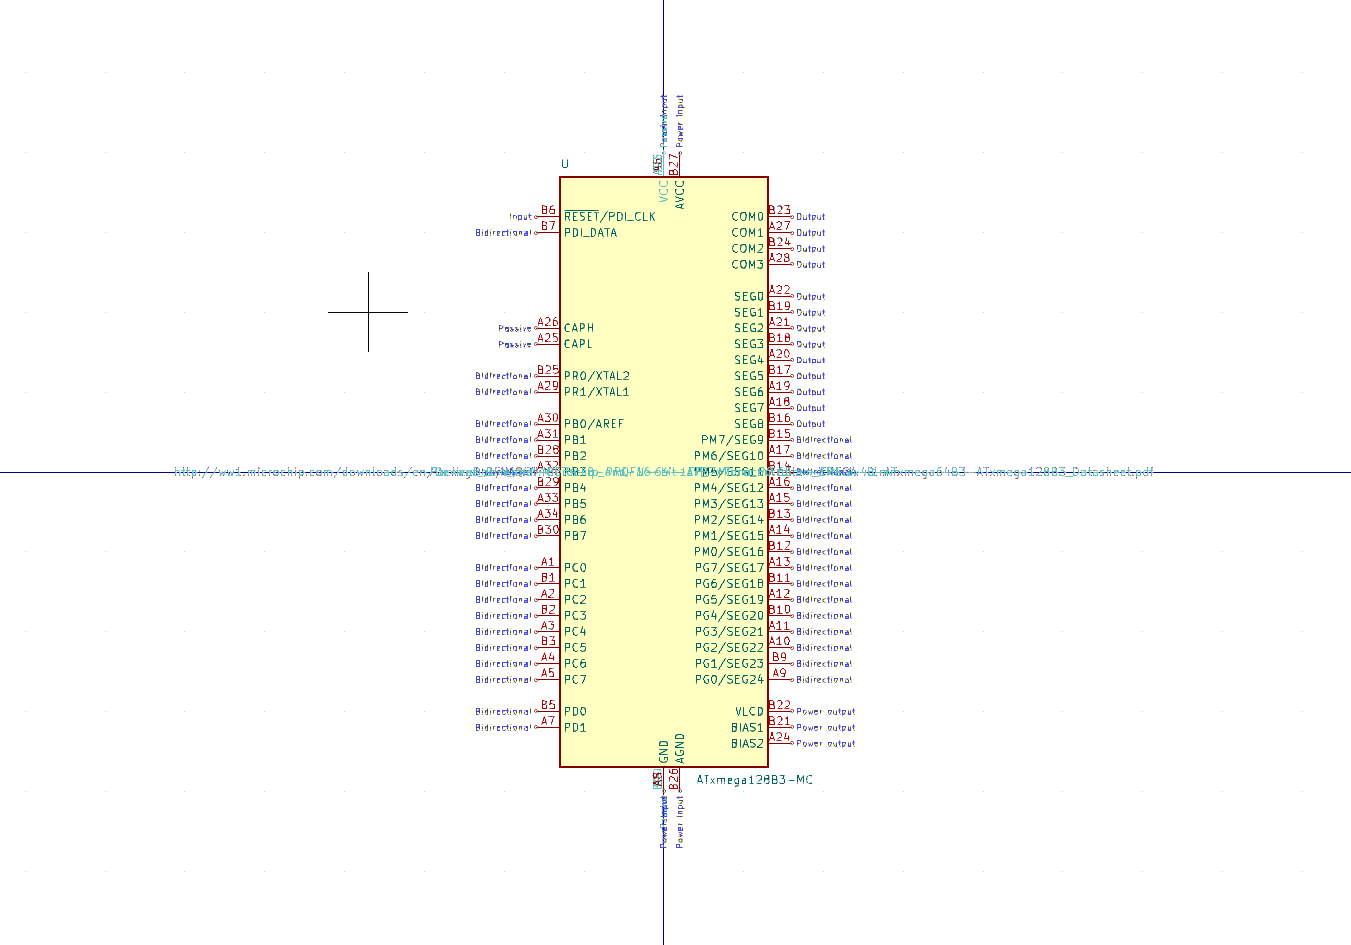 Power Input
U
B27
VCC
AVCC
Input B6 RESET/PDI_CLK COM0 B23 Output
Bidirectional B7 PDI_DATA COM1 A27 Output
COM2 B24 Output
COM3 A28 Output
SEG0 A22 Output
SEG1 B19 Output
Passive A26 CAPH SEG2 A21 Output
Passive A25 CAPL SEG3 B18 Output
SEG4 A20 Output
Bidirectional B25 PR0/XTAL2 SEG5 B17 Output
Bidirectional A29 PR1/XTAL1 SEG6 A19 Output
SEG7 A18 Output
Bidirectional A30 PB0/AREF SEG8 B16 Output
Bidirectional A31 PB1 PM7/SEG9 B15 Bidirectional
Bidirectional B28 PB2 PM6/SEG10 A17 Bidirectional
http://ww1.microchip.com/downloads/en/ A32 B14 ATxmega128B3_Datasheet.pdf
Bidirectional B29 PB4 PM4/SEG12 A16 Bidirectional
Bidirectional A33 PB5 PM3/SEG13 A15 Bidirectional
Bidirectional A34 PB6 PM2/SEG14 B13 Bidirectional
Bidirectional B30 PB7 PM1/SEG15 A14 Bidirectional
PM0/SEG16 B12 Bidirectional
Bidirectional A1 PC0 PG7/SEG17 A13 Bidirectional
Bidirectional B1 PC1 PG6/SEG18 B11 Bidirectional
Bidirectional A2 PC2 PG5/SEG19 A12 Bidirectional
Bidirectional B2 PC3 PG4/SEG20 B10 Bidirectional
Bidirectional A3 PC4 PG3/SEG21 A11 Bidirectional
Bidirectional B3 PC5 PG2/SEG22 A10 Bidirectional
Bidirectional A4 PC6 PG1/SEG23 B9 Bidirectional
Bidirectional A5 PC7 PG0/SEG24 A9 Bidirectional
Bidirectional B5 PD0 VLCD B22 Power output
Bidirectional A7 PD1 BIAS1 B21 Power output
BIAS2 A24 Power output
GND
AGND
B26
ATxmega128B3-MC
Power Input